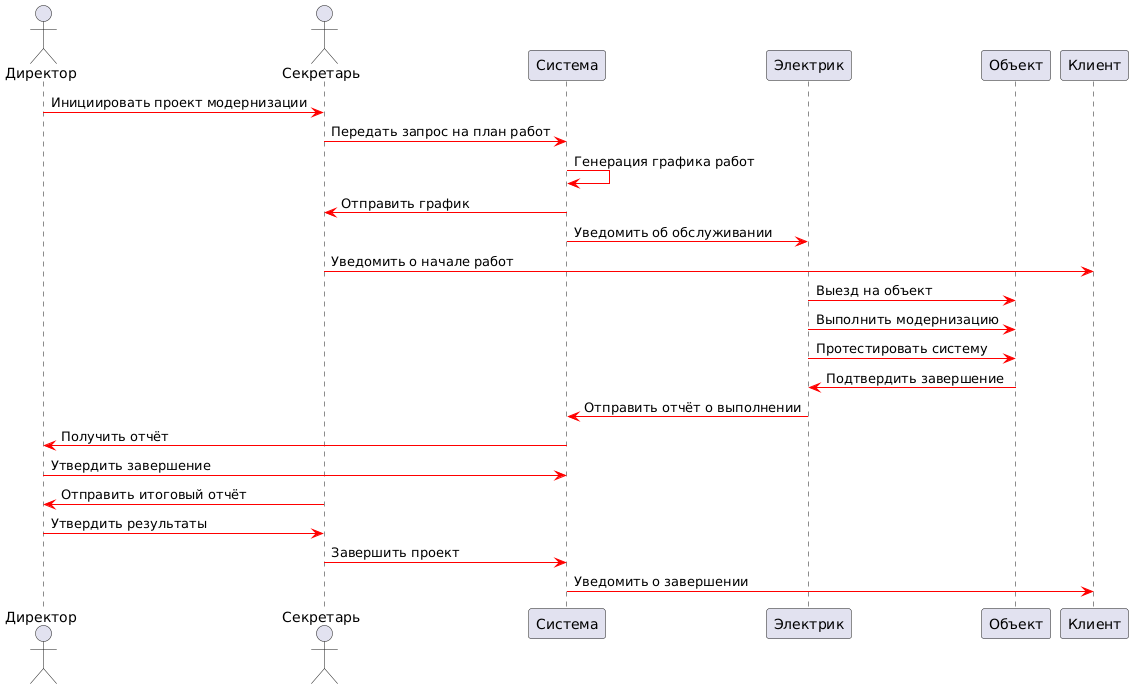 Директор
Секретарь
Система
Электрик
Объект
Клиент
Инициировать проект модернизации
Передать запрос на план работ
Генерация графика работ
Отправить график
Уведомить об обслуживании
Уведомить о начале работ
Выезд на объект
Выполнить модернизацию
Протестировать систему
Подтвердить завершение
Отправить отчёт о выполнении
Получить отчёт
Утвердить завершение
Отправить итоговый отчёт
Утвердить результаты
Завершить проект
Уведомить о завершении
Директор
Секретарь
Система
Электрик
Объект
Клиент